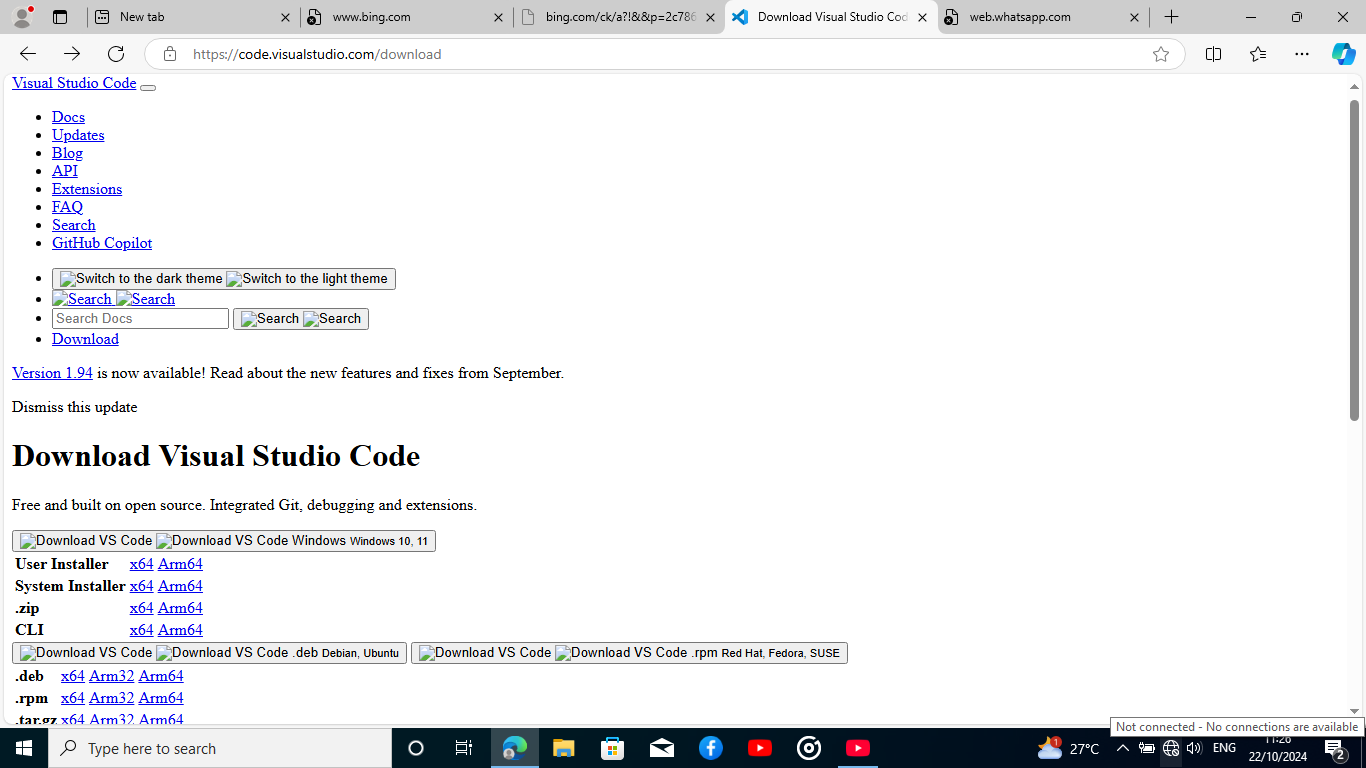 New tab
www.bing.com
bing.com/ck/a?!&&p=2c786
Download Visual Studio Cod
web.whatsapp.com
https://code.visualstudio.com/download
Visual Studio Code
Docs
Updates
Blog
API
Extensions
FAQ
Search
GitHub Copilot
Switch to the dark theme Switch to the light theme
Search Search
Search Docs Search Search
Download
Version 1.94 is now available! Read about the new features and fixes from September.
Dismiss this update
Download Visual Studio Code
Free and built on open source. Integrated Git, debugging and extensions.
Download VS Code Download VS Code Windows Windows 10, 11
User Installer x64 Arm64
System Installer x64 Arm64
.zip x64 Arm64
CLI x64 Arm64
Download VS Code Download VS Code .deb Debian, Ubuntu Download VS Code Download VS Code .rpm Red Hat, Fedora, SUSE
.deb x64 Arm32 Arm64
.rpm x64 Arm32 Arm64
.tar.gz x64 Arm32 Arm64
Not connected - No connections are available
Type here to search
1
27°C
ENG
11:26
22/10/2024
2